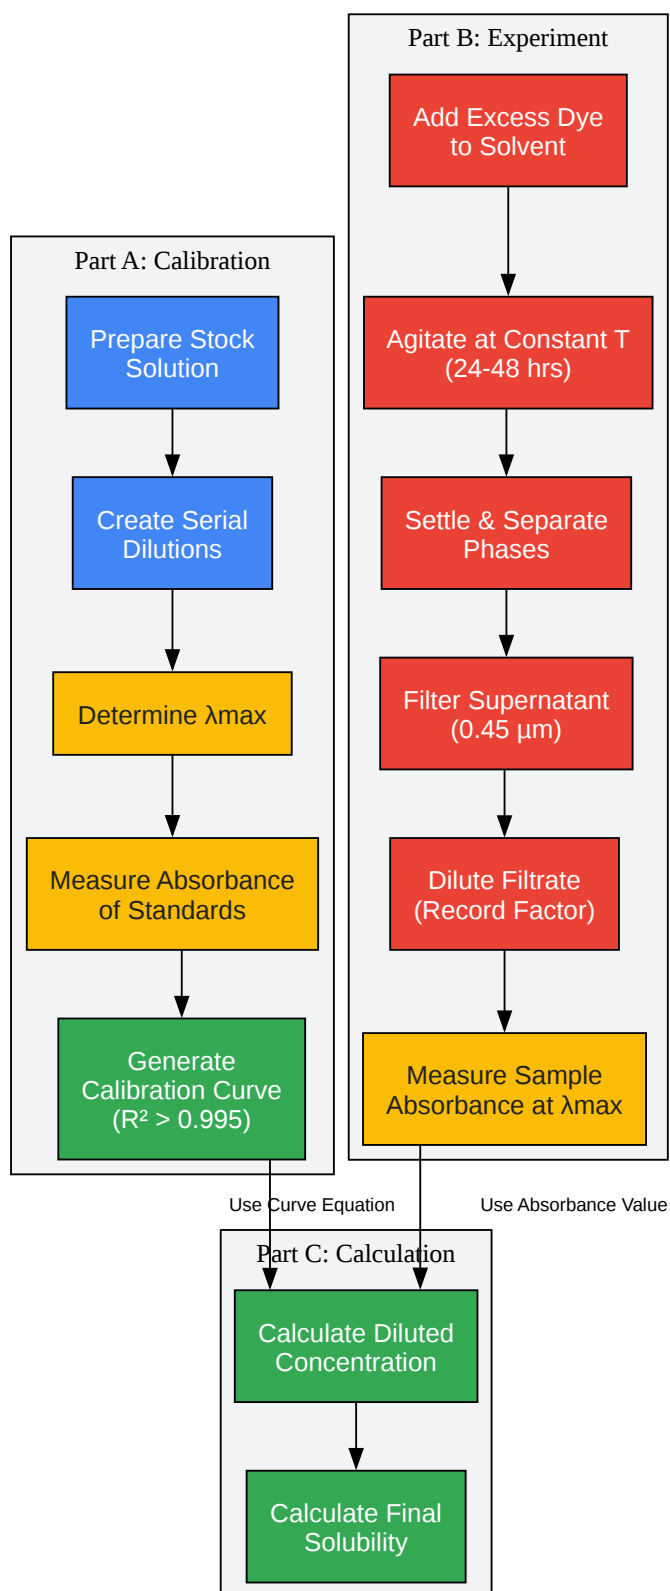 Part A: Calibration
Prepare Stock
Solution
Create Serial
Dilutions
Determine λmax
Measure Absorbance
of Standards
Generate
Calibration Curve
(R² > 0.995)
Part B: Experiment
Add Excess Dye
to Solvent
Agitate at Constant T
(24-48 hrs)
Settle & Separate
Phases
Filter Supernatant
(0.45 µm)
Dilute Filtrate
(Record Factor)
Measure Sample
Absorbance at λmax
Use Curve Equation
Use Absorbance Value
Part C: Calculation
Calculate Diluted
Concentration
Calculate Final
Solubility